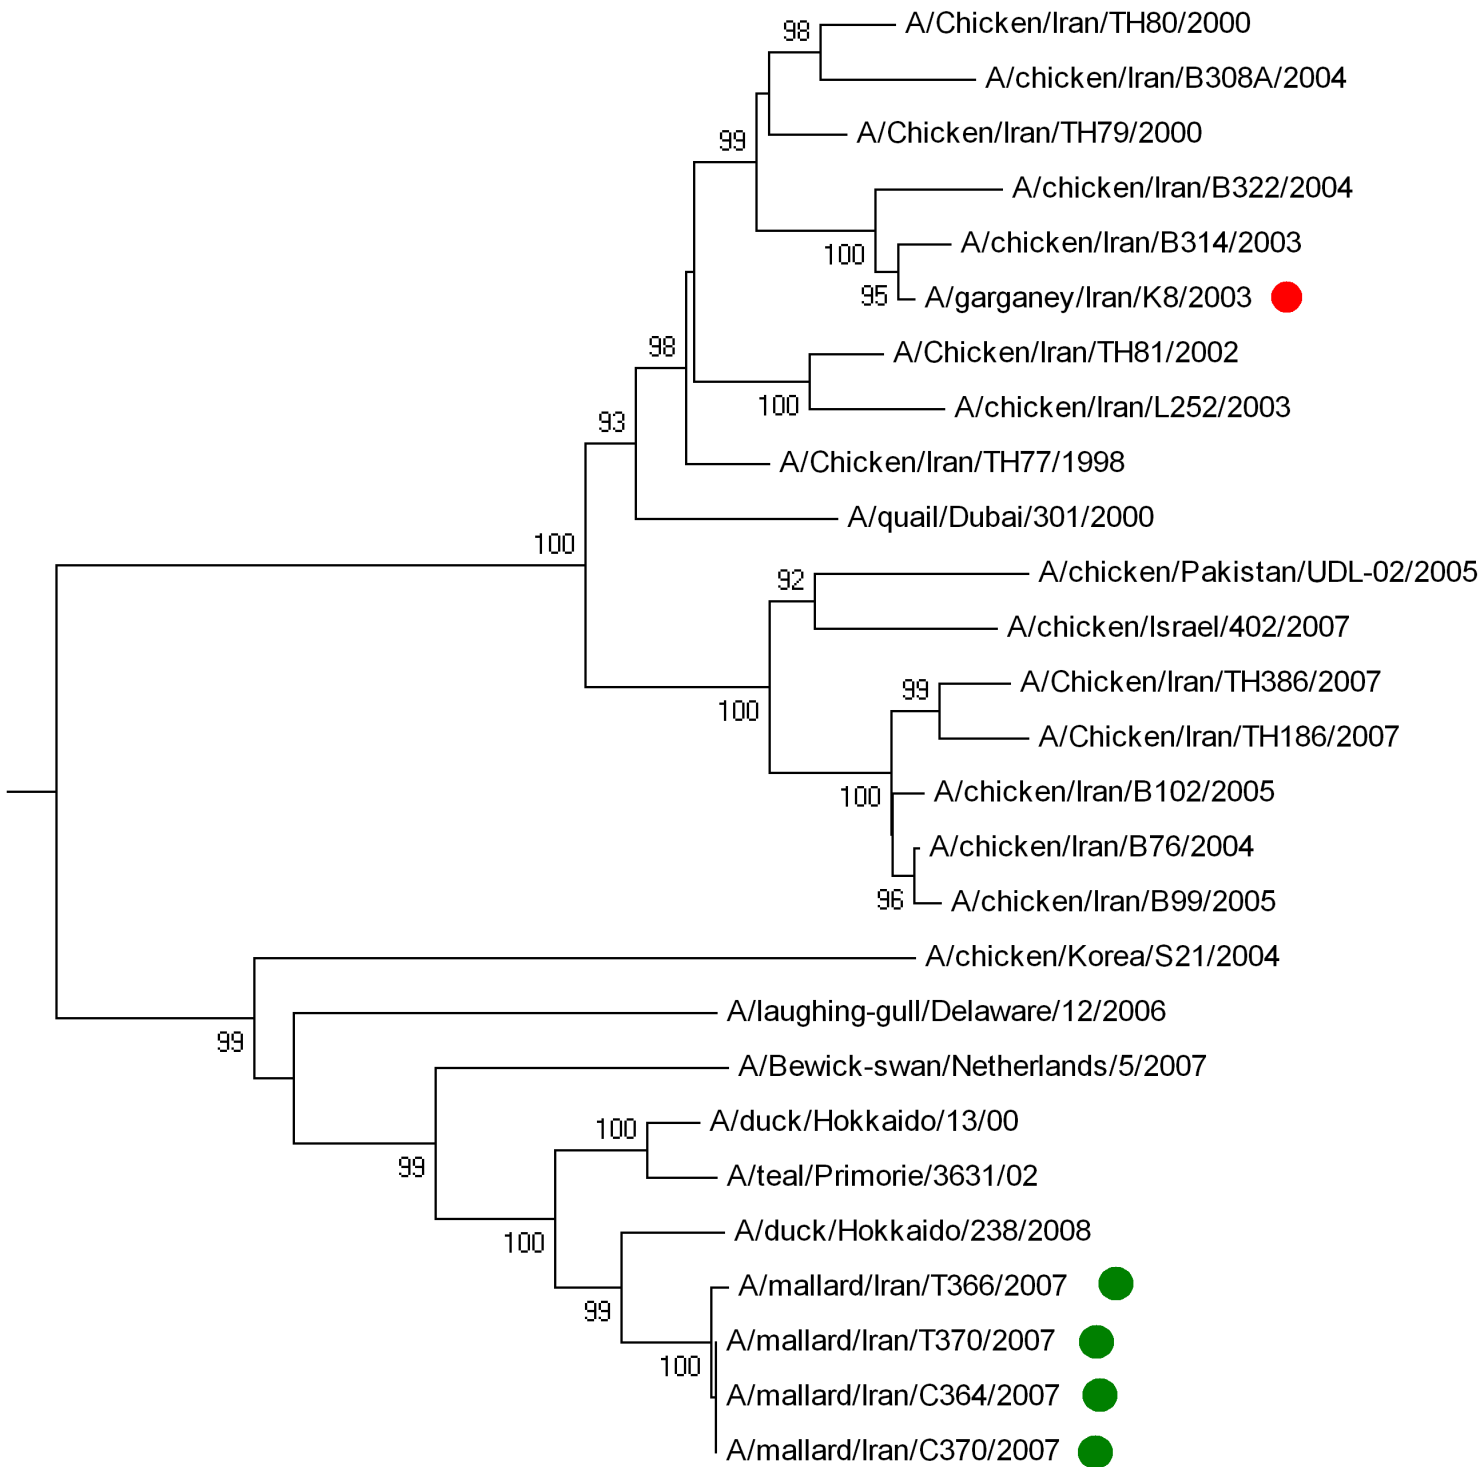 98
A/Chicken/Iran/TH80/2000
A/chicken/Iran/B308A/2004
99
A/Chicken/Iran/TH79/2000
A/chicken/Iran/B322/2004
100
A/chicken/Iran/B314/2003
95
A/garganey/Iran/K8/2003
98
A/Chicken/Iran/TH81/2002
100
A/chicken/Iran/L252/2003
93
A/Chicken/Iran/TH77/1998
A/quail/Dubai/301/2000
100
92
A/chicken/Pakistan/UDL-02/2005
A/chicken/Israel/402/2007
99
A/Chicken/Iran/TH386/2007
100
A/Chicken/Iran/TH186/2007
100
A/chicken/Iran/B102/2005
A/chicken/Iran/B76/2004
96
A/chicken/Iran/B99/2005
A/chicken/Korea/S21/2004
99
A/laughing-gull/Delaware/12/2006
A/Bewick-swan/Netherlands/5/2007
100
A/duck/Hokkaido/13/00
99
A/teal/Primorie/3631/02
100
A/duck/Hokkaido/238/2008
99
A/mallard/Iran/T366/2007
A/mallard/Iran/T370/2007
100
A/mallard/Iran/C364/2007
A/mallard/Iran/C370/2007